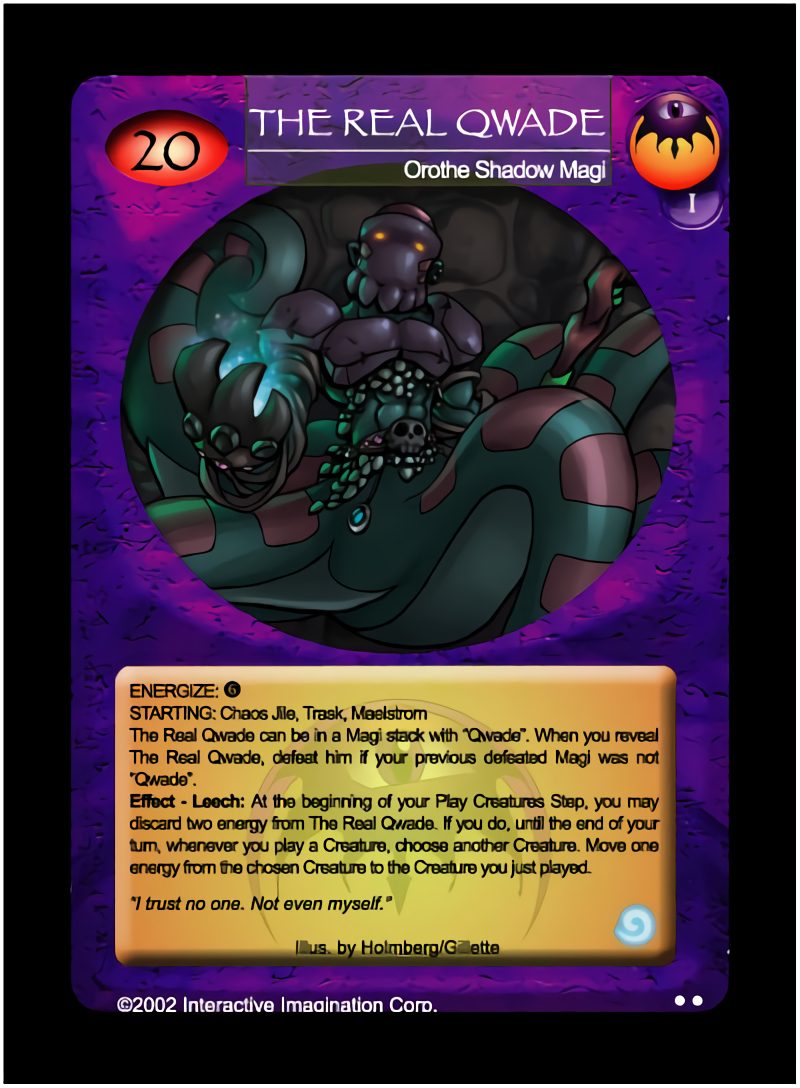 THE REAL QWADE
20
Orothe Shadow Magi
I
ENERGIZE: 6
STARTING: Chaos Jile, Trask, Maelstrom
The Real Qwade can be in a Magi stack with "Qwade". When you reveal
The Real Qwade, defeat him if your previous defeated Magi was not
"Qwade".
Effect - Leech: At the beginning of your Play Creatures Step, you may
discard two energy from The Real Qwade. If you do, until the end of your
turn, whenever you play a Creature, choose another Creature. Move one
energy from the chosen Creature to the Creature you just played.
"I trust no one. Not even myself."
Illus. by Holmberg/Gillette
©2002 Interactive Imagination Corp.